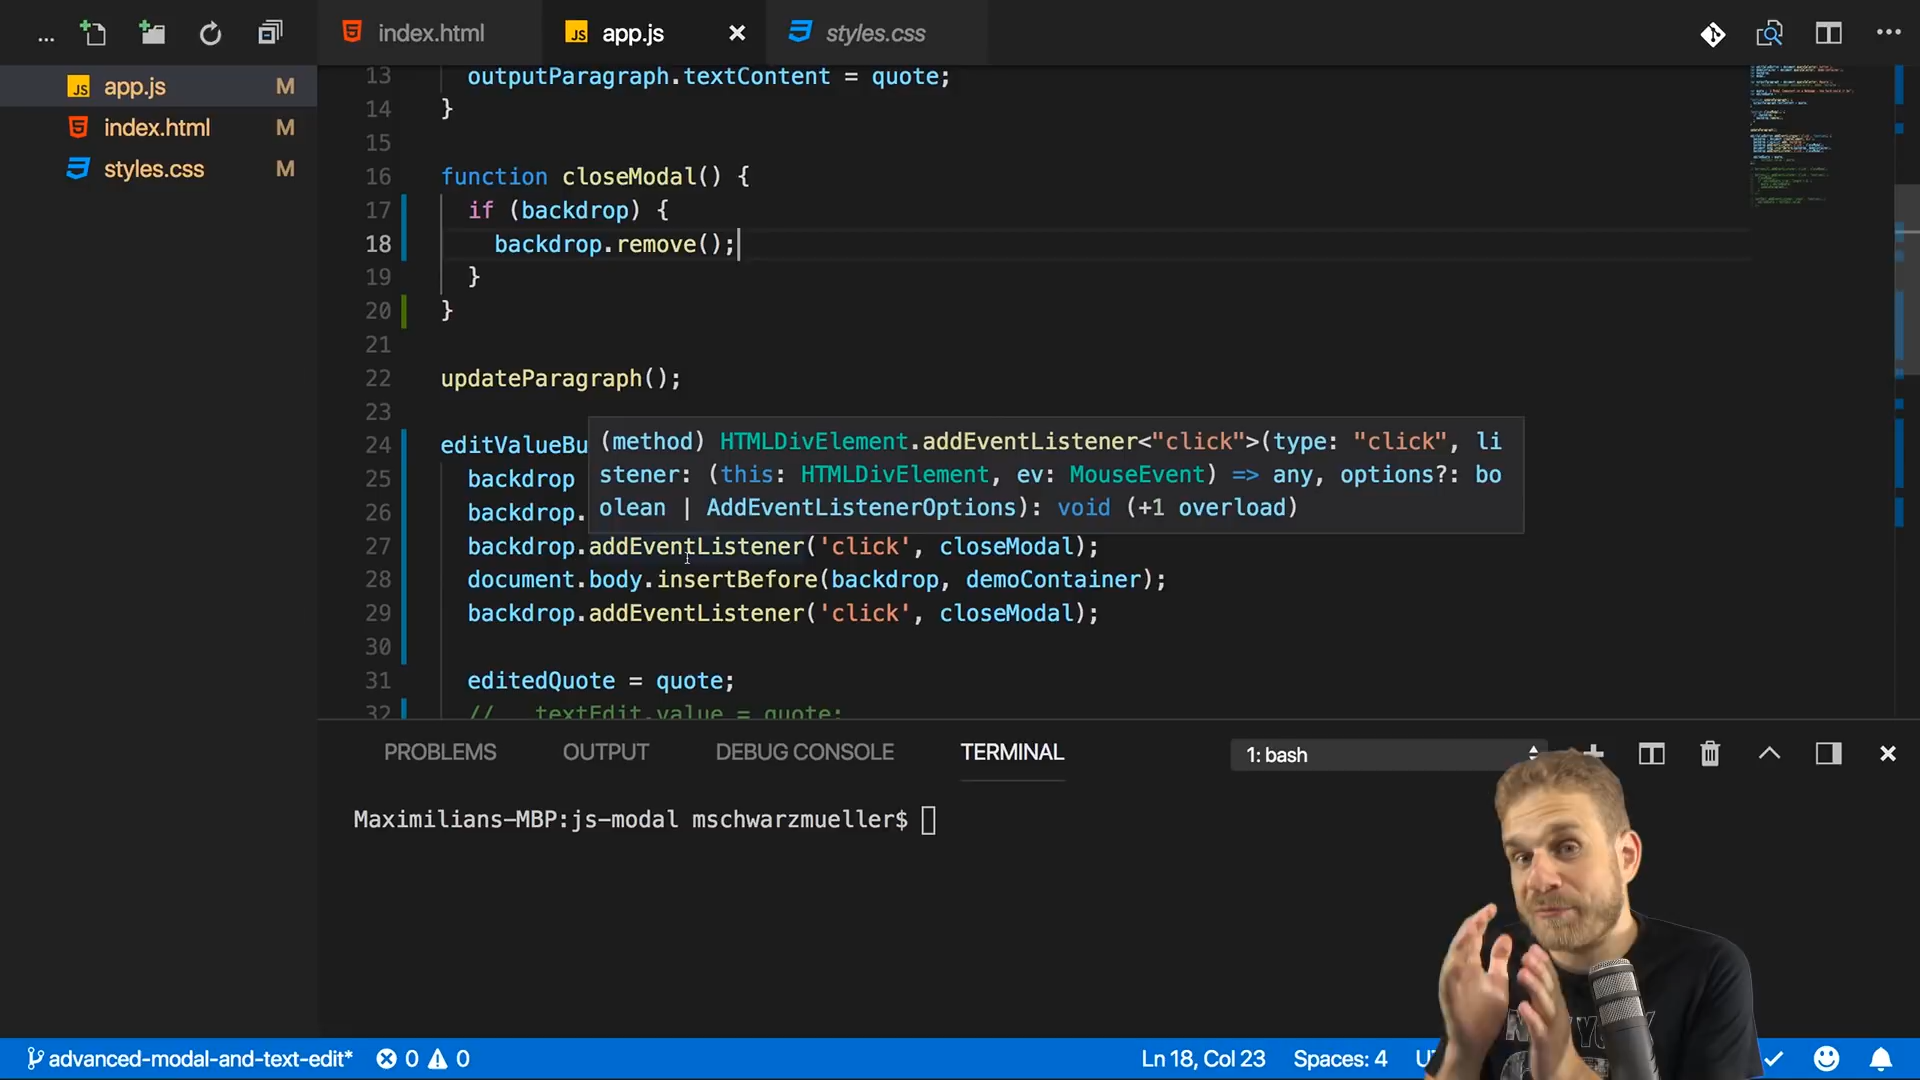 ... index.html app.js styles.css
app.js M
index.html M
styles.css M
13 outputParagraph.textContent = quote;
14 }
15
16 function closeModal() {
17 if (backdrop) {
18 backdrop.remove();
19 }
20 }
21
22 updateParagraph();
23
24 editValueBu
(method) HTMLDivElement.addEventListener<"click">(type: "click", li
stener: (this: HTMLDivElement, ev: MouseEvent) => any, options?: bo
olean | AddEventListenerOptions): void (+1 overload)
25 backdrop
26 backdrop.
27 backdrop.addEventListener('click', closeModal);
28 document.body.insertBefore(backdrop, demoContainer);
29 backdrop.addEventListener('click', closeModal);
30
31 editedQuote = quote;
32 // textEdit.value = quote;
PROBLEMS OUTPUT DEBUG CONSOLE TERMINAL 1: bash
Maximilians-MBP:js-modal mschwarzmueller$
advanced-modal-and-text-edit* 0 0 Ln 18, Col 23 Spaces: 4